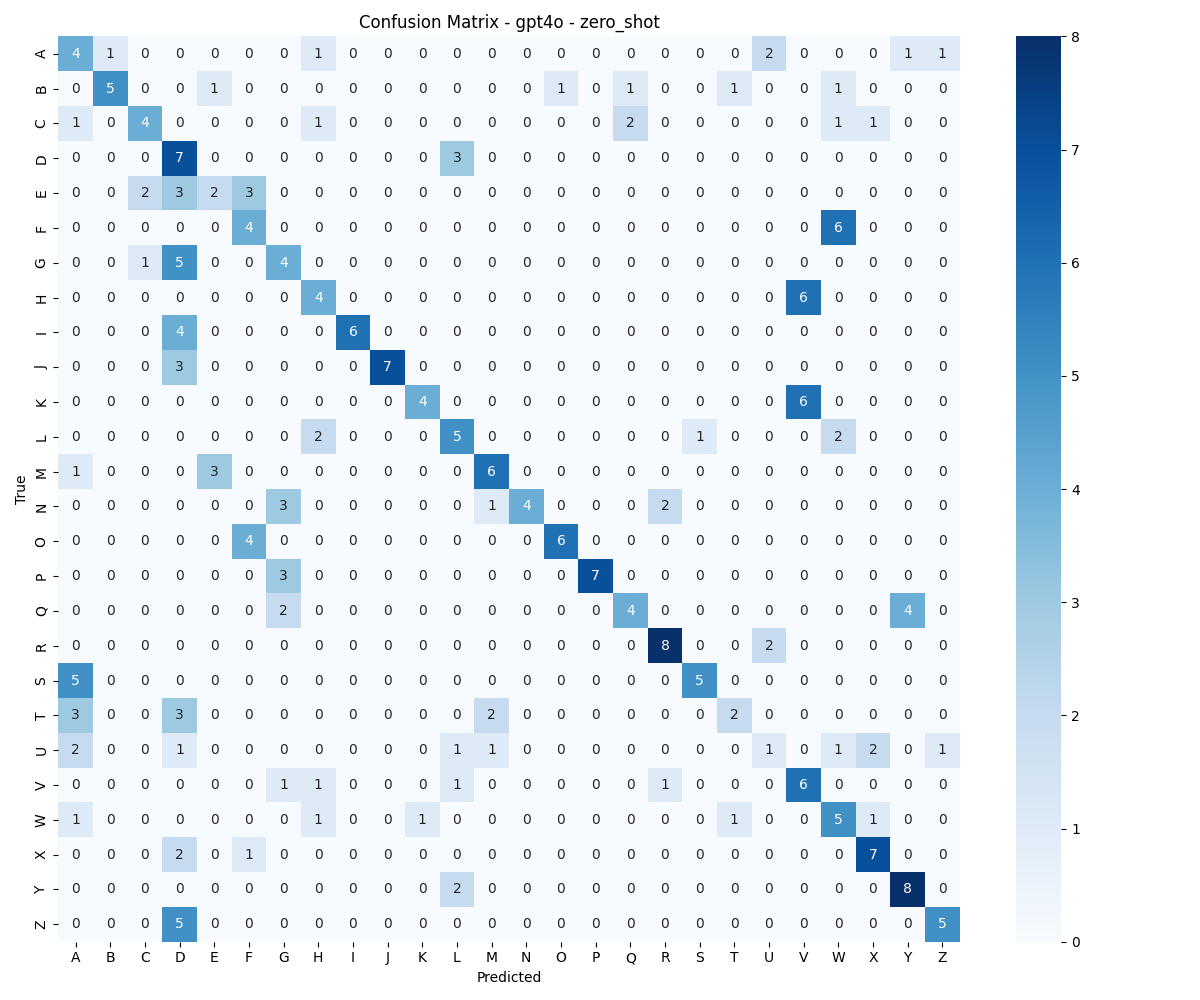 Confusion Matrix - gpt4o - zero_shot
A 4 1 0 0 0 0 0 1 0 0 0 0 0 0 0 0 0 0 0 0 2 0 0 0 1 1
B 0 5 0 0 1 0 0 0 0 0 0 0 0 0 1 0 1 0 0 1 0 0 1 0 0 0
C 1 0 4 0 0 0 0 1 0 0 0 0 0 0 0 0 2 0 0 0 0 0 1 1 0 0
D 0 0 0 7 0 0 0 0 0 0 0 3 0 0 0 0 0 0 0 0 0 0 0 0 0 0
E 0 0 2 3 2 3 0 0 0 0 0 0 0 0 0 0 0 0 0 0 0 0 0 0 0 0
F 0 0 0 0 0 4 0 0 0 0 0 0 0 0 0 0 0 0 0 0 0 0 6 0 0 0
G 0 0 1 5 0 0 4 0 0 0 0 0 0 0 0 0 0 0 0 0 0 0 0 0 0 0
H 0 0 0 0 0 0 0 4 0 0 0 0 0 0 0 0 0 0 0 0 0 6 0 0 0 0
I 0 0 0 4 0 0 0 0 6 0 0 0 0 0 0 0 0 0 0 0 0 0 0 0 0 0
J 0 0 0 3 0 0 0 0 0 7 0 0 0 0 0 0 0 0 0 0 0 0 0 0 0 0
K 0 0 0 0 0 0 0 0 0 0 4 0 0 0 0 0 0 0 0 0 0 6 0 0 0 0
L 0 0 0 0 0 0 0 2 0 0 0 5 0 0 0 0 0 0 1 0 0 0 2 0 0 0
M 1 0 0 0 3 0 0 0 0 0 0 0 6 0 0 0 0 0 0 0 0 0 0 0 0 0
N 0 0 0 0 0 0 3 0 0 0 0 0 1 4 0 0 0 2 0 0 0 0 0 0 0 0
O 0 0 0 0 0 4 0 0 0 0 0 0 0 0 6 0 0 0 0 0 0 0 0 0 0 0
P 0 0 0 0 0 0 3 0 0 0 0 0 0 0 0 7 0 0 0 0 0 0 0 0 0 0
Q 0 0 0 0 0 0 2 0 0 0 0 0 0 0 0 0 4 0 0 0 0 0 0 0 4 0
R 0 0 0 0 0 0 0 0 0 0 0 0 0 0 0 0 0 8 0 0 2 0 0 0 0 0
S 5 0 0 0 0 0 0 0 0 0 0 0 0 0 0 0 0 0 5 0 0 0 0 0 0 0
T 3 0 0 3 0 0 0 0 0 0 0 0 2 0 0 0 0 0 0 2 0 0 0 0 0 0
U 2 0 0 1 0 0 0 0 0 0 0 1 1 0 0 0 0 0 0 0 1 0 1 2 0 1
V 0 0 0 0 0 0 1 1 0 0 0 1 0 0 0 0 0 1 0 0 0 6 0 0 0 0
W 1 0 0 0 0 0 0 1 0 0 1 0 0 0 0 0 0 0 0 1 0 0 5 1 0 0
X 0 0 0 2 0 1 0 0 0 0 0 0 0 0 0 0 0 0 0 0 0 0 0 7 0 0
Y 0 0 0 0 0 0 0 0 0 0 0 2 0 0 0 0 0 0 0 0 0 0 0 0 8 0
Z 0 0 0 5 0 0 0 0 0 0 0 0 0 0 0 0 0 0 0 0 0 0 0 0 0 5
A B C D E F G H I J K L M N O P Q R S T U V W X Y Z
Predicted
True
8
7
6
5
4
3
2
1
0